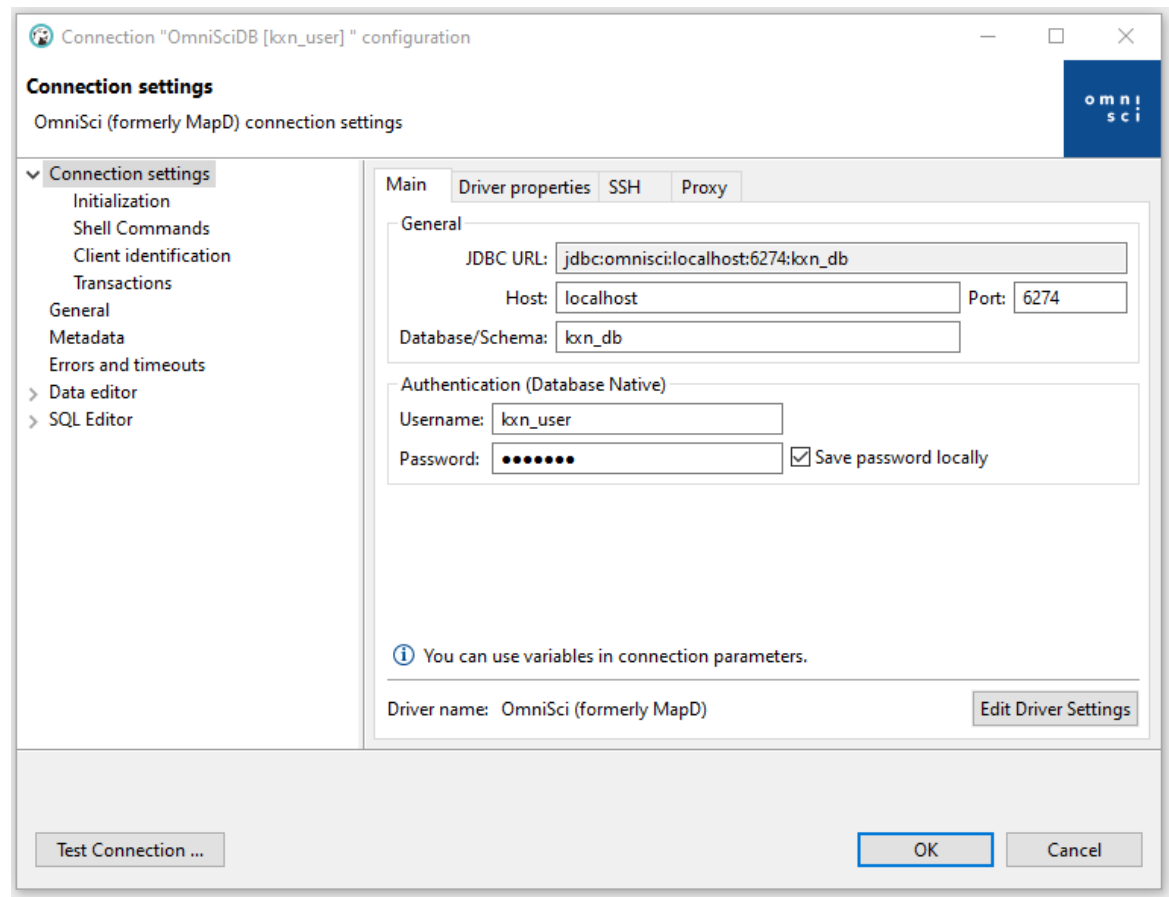 Connection "OmniSciDB [kxn_user] " configuration
Connection settings
OmniSci (formerly MapD) connection settings
omni
sci
Connection settings
Initialization
Shell Commands
Client identification
Transactions
General
Metadata
Errors and timeouts
Data editor
SQL Editor
Main Driver properties SSH Proxy
General
JDBC URL: jdbc:omnisci:localhost:6274:kxn_db
Host: localhost Port: 6274
Database/Schema: kxn_db
Authentication (Database Native)
Username: kxn_user
Password: ●●●●●●● Save password locally
You can use variables in connection parameters.
Driver name: OmniSci (formerly MapD) Edit Driver Settings
Test Connection ... OK Cancel